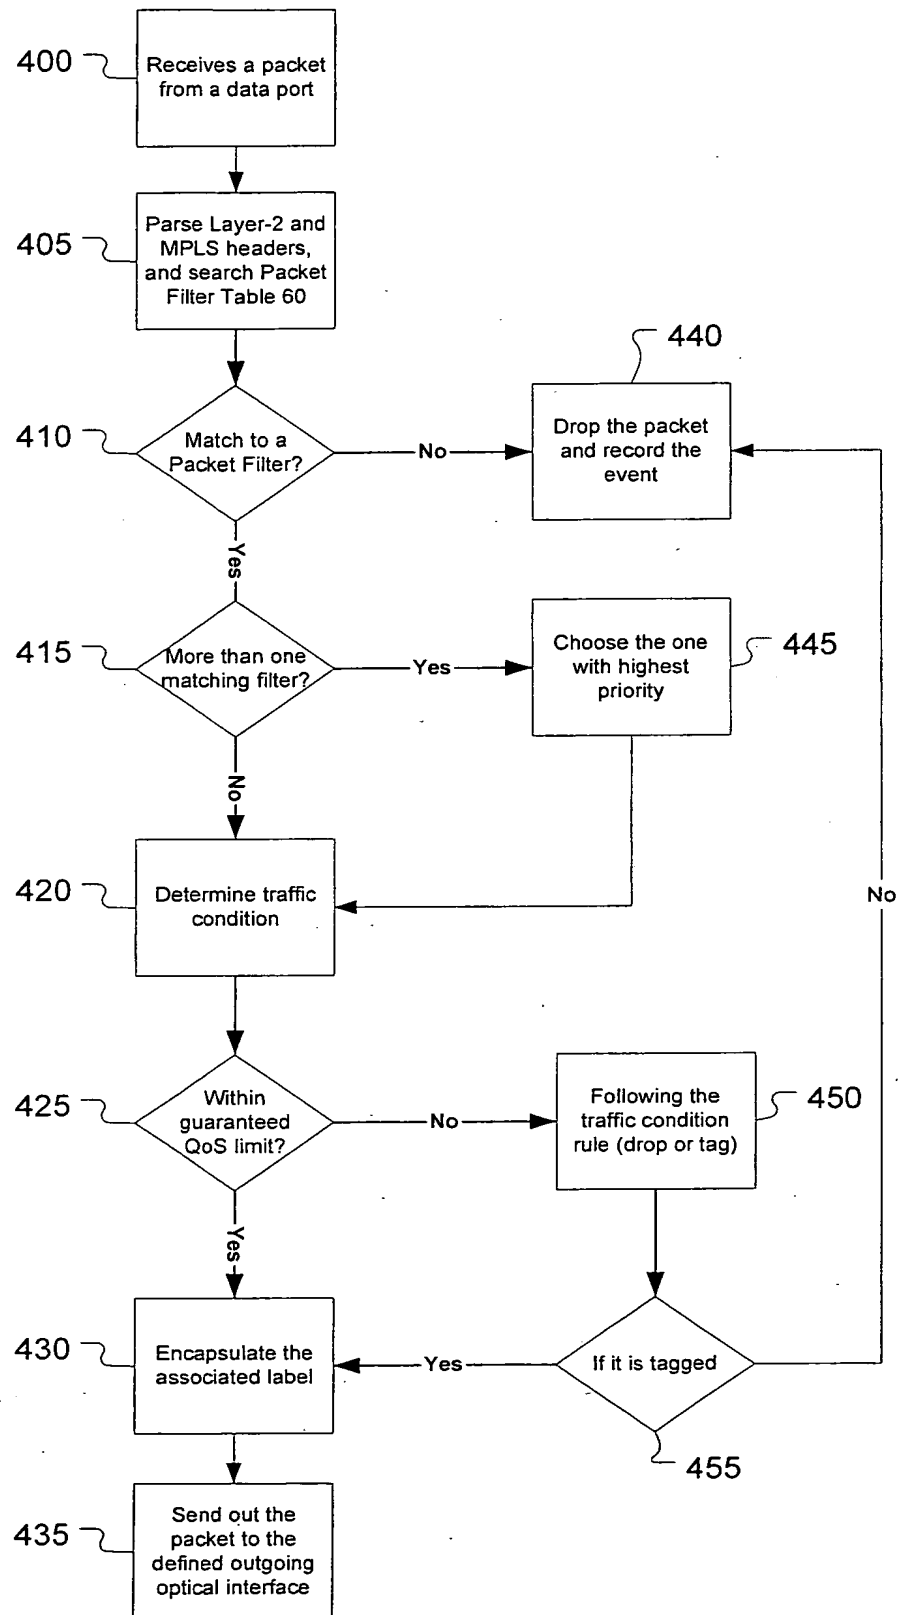 400
Receives a packet
from a data port
405
Parse Layer-2 and
MPLS headers,
and search Packet
Filter Table 60
410
Match to a
Packet Filter?
No
440
Drop the packet
and record the
event
Yes
415
More than one
matching filter?
Yes
Choose the one
with highest
priority
445
No
420
Determine traffic
condition
No
425
Within
guaranteed
QoS limit?
No
Following the
traffic condition
rule (drop or tag)
450
Yes
430
Encapsulate the
associated label
Yes
If it is tagged
455
435
Send out the
packet to the
defined outgoing
optical interface